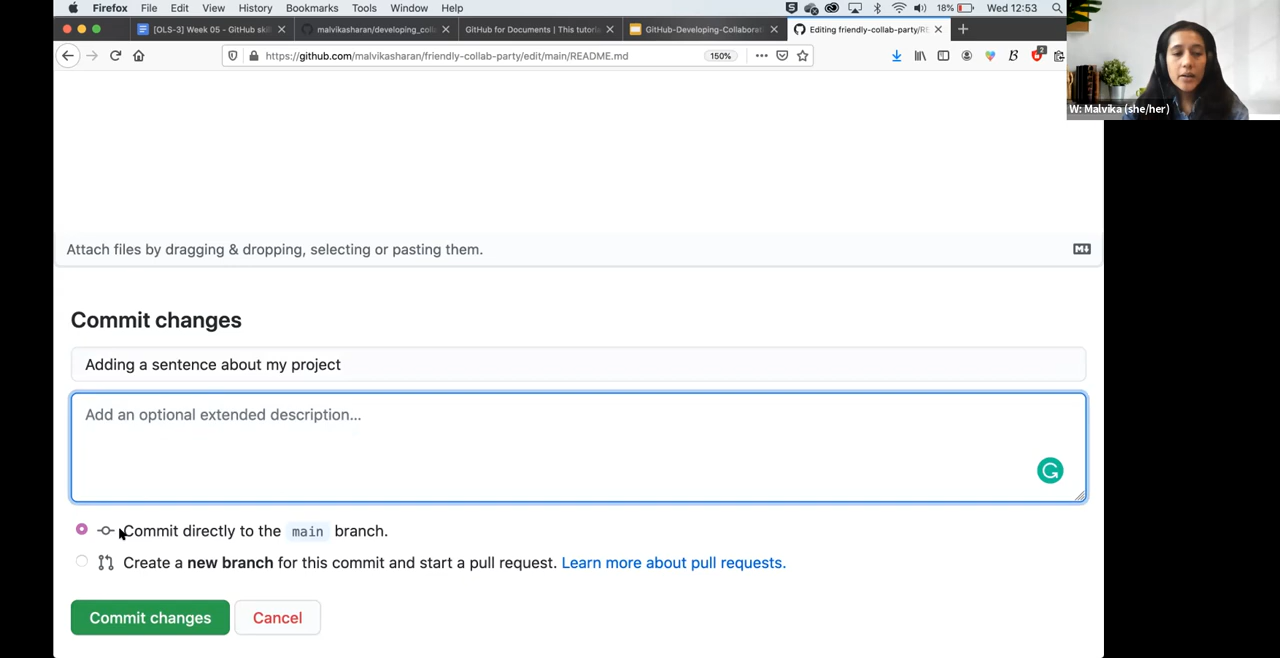 Firefox File Edit View History Bookmarks Tools Window Help 18% Wed 12:53
[OLS-3] Week 05 - GitHub skil malvikasharan/developing_coll GitHub for Documents | This tutoria GitHub-Developing-Collaborat Editing friendly-collab-party/RE
https://github.com/malvikasharan/friendly-collab-party/edit/main/README.md 150% 2
W: Malvika (she/her)
Attach files by dragging & dropping, selecting or pasting them.
Commit changes
Adding a sentence about my project
Add an optional extended description...
Commit directly to the main branch.
Create a new branch for this commit and start a pull request. Learn more about pull requests.
Commit changes Cancel